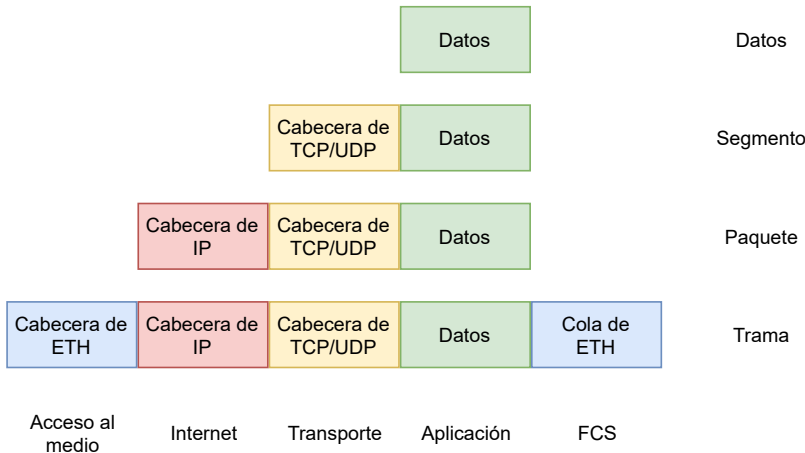 Datos Datos
Cabecera de TCP/UDP Datos Segmento
Cabecera de IP Cabecera de TCP/UDP Datos Paquete
Cabecera de ETH Cabecera de IP Cabecera de TCP/UDP Datos Cola de ETH Trama
Acceso al medio Internet Transporte Aplicación FCS